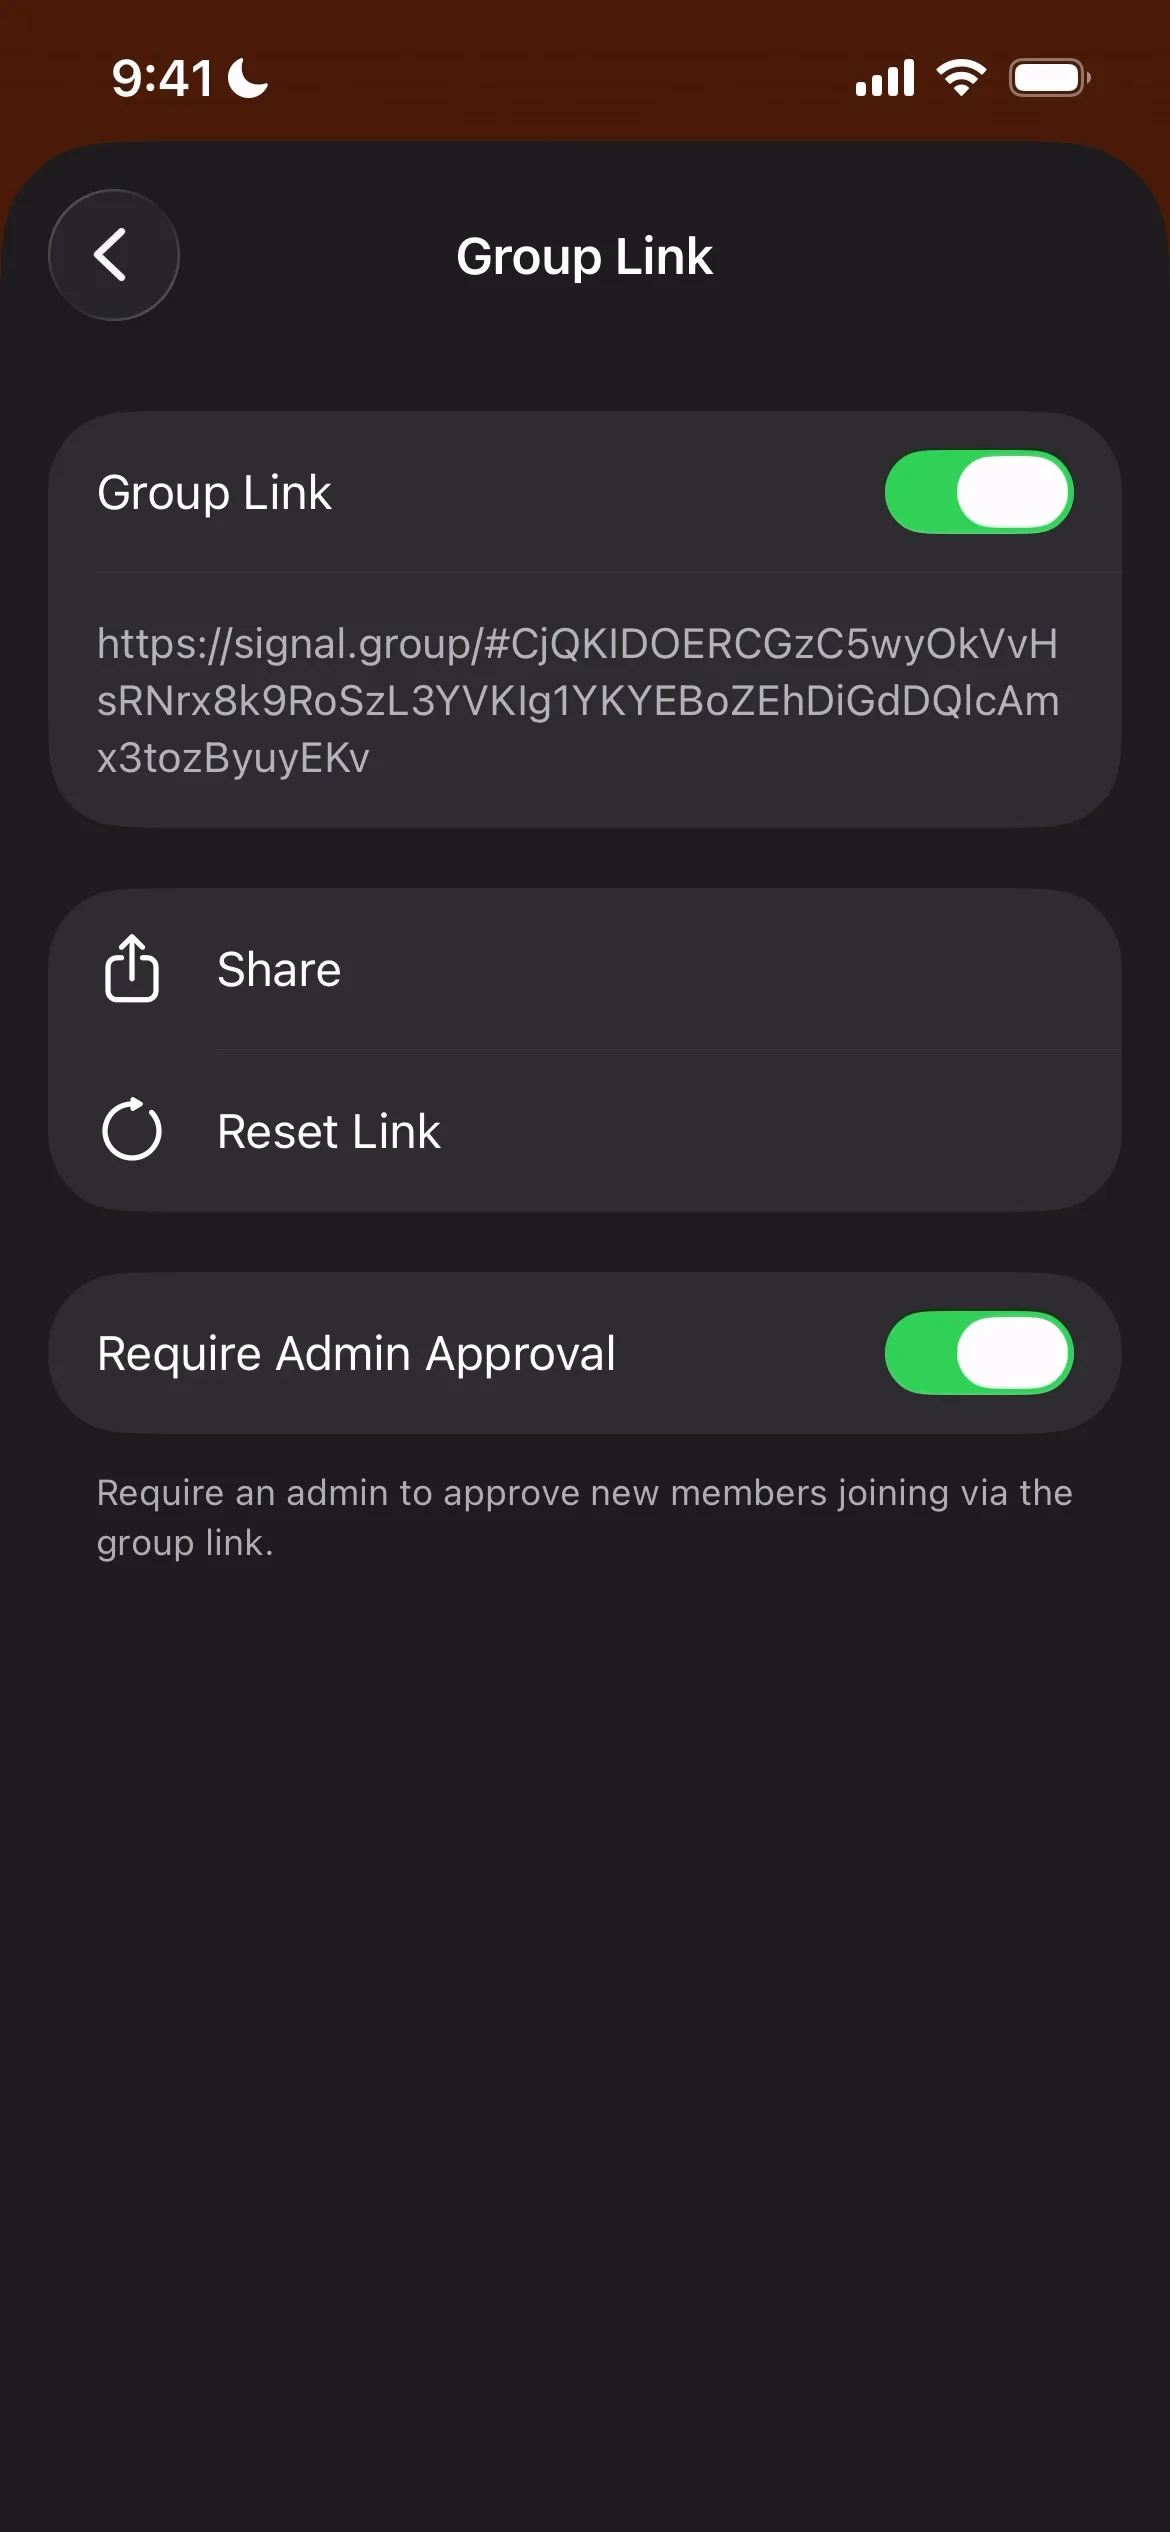 9:41
Group Link
Group Link
https://signal.group/#CjQKIDOERCGzC5wyOkVvH
sRNrx8k9RoSzL3YVKIg1YKYEBoZEhDiGdDQlcAm
x3tozByuyEKv
Share
Reset Link
Require Admin Approval
Require an admin to approve new members joining via the
group link.